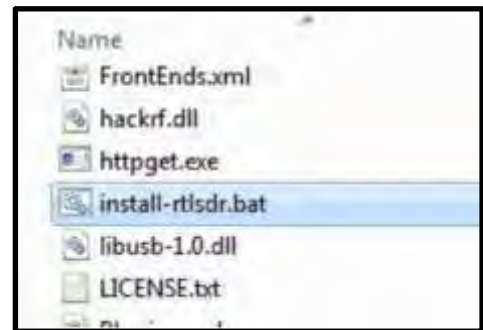 Name
FrontEnds.xml
hackrf.dll
httpget.exe
install-rtlsdr.bat
libusb-1.0.dll
LICENSE.txt